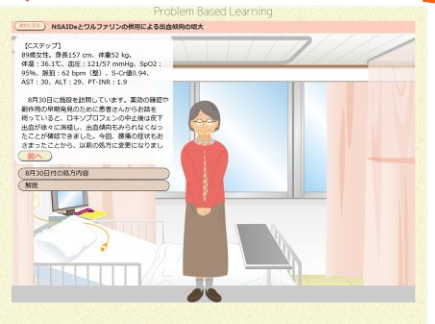 Problem Based Learning
最初に戻る NSAIDsとワルファリンの併用による出血傾向の増大
【Cステップ】
89歳女性。身長157 cm、体重52 kg。
体温：36.1℃、血圧：121/57 mmHg、SpO2：
95%、脈拍：62 bpm（整）、S-Cr値0.94、
AST：30、ALT：29、PT-INR：1.9
8月30日に施設を訪問しています。薬効の確認や
副作用の早期発見のために患者さんからお話を
伺っていると、ロキソプロフェンの中止後は皮下
出血が徐々に消褪し、出血傾向もみられなくなっ
たことが確認できました。今回、腰痛の症状もお
さまったことから、以前の処方に変更になりまし
前へ
8月30日付の処方内容
解説